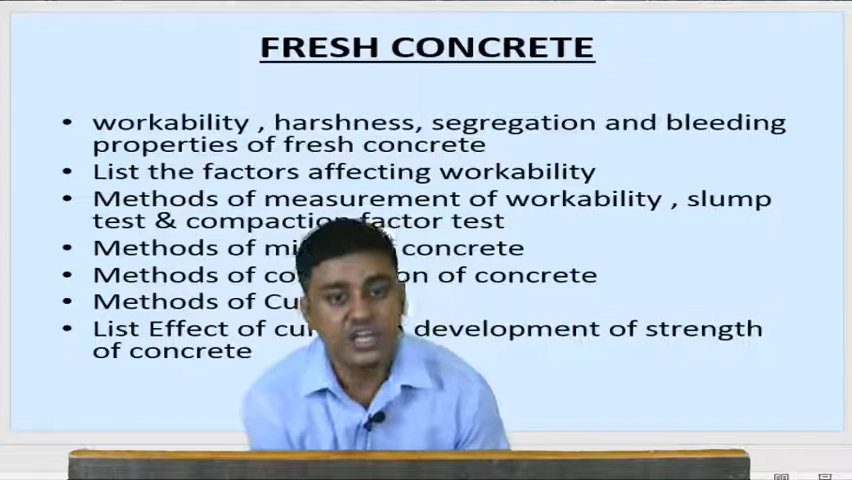 FRESH CONCRETE
• workability , harshness, segregation and bleeding
properties of fresh concrete
• List the factors affecting workability
• Methods of measurement of workability , slump
test & compaction factor test
• Methods of concrete
• Methods of of concrete
• Methods of
• List Effect of development of strength
of concrete